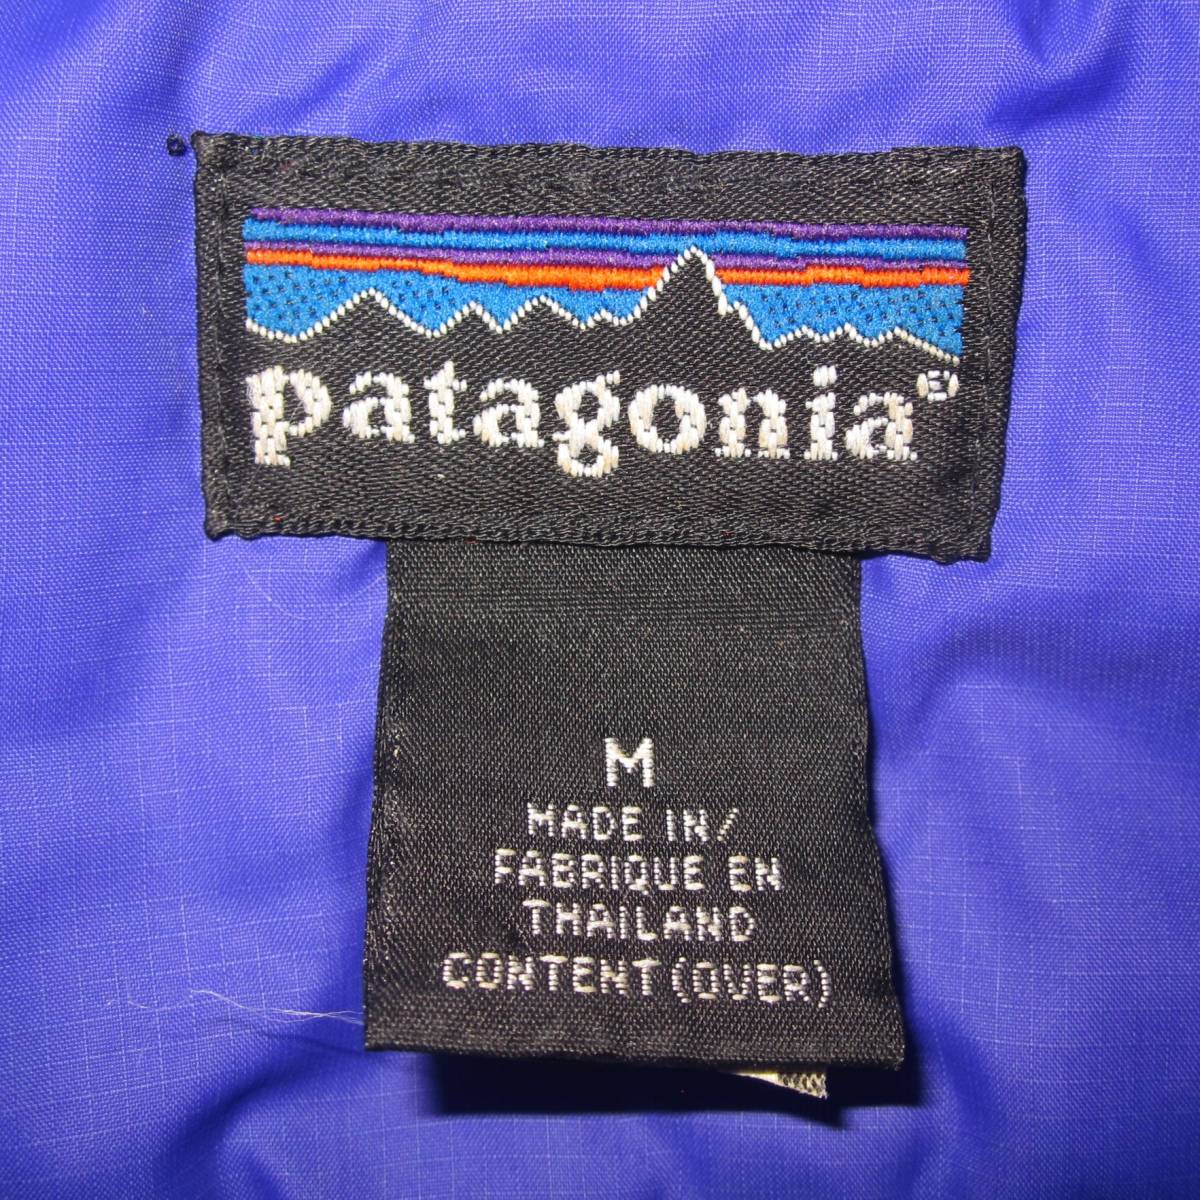 patagonia®
M
MADE IN/
FABRIQUE EN
THAILAND
CONTENT (OVER)